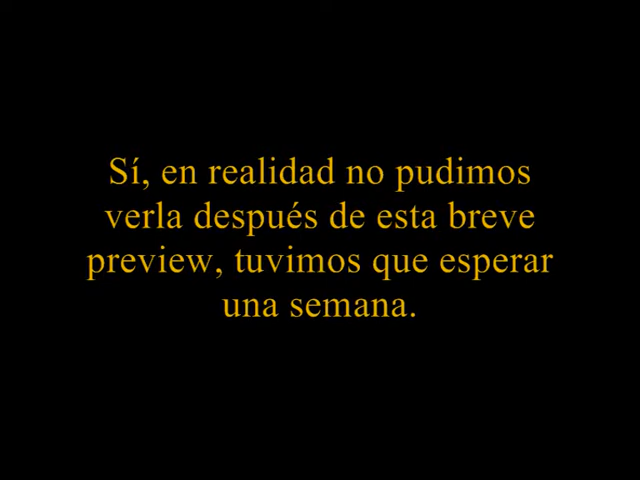 Sí, en realidad no pudimos
verla después de esta breve
preview, tuvimos que esperar
una semana.